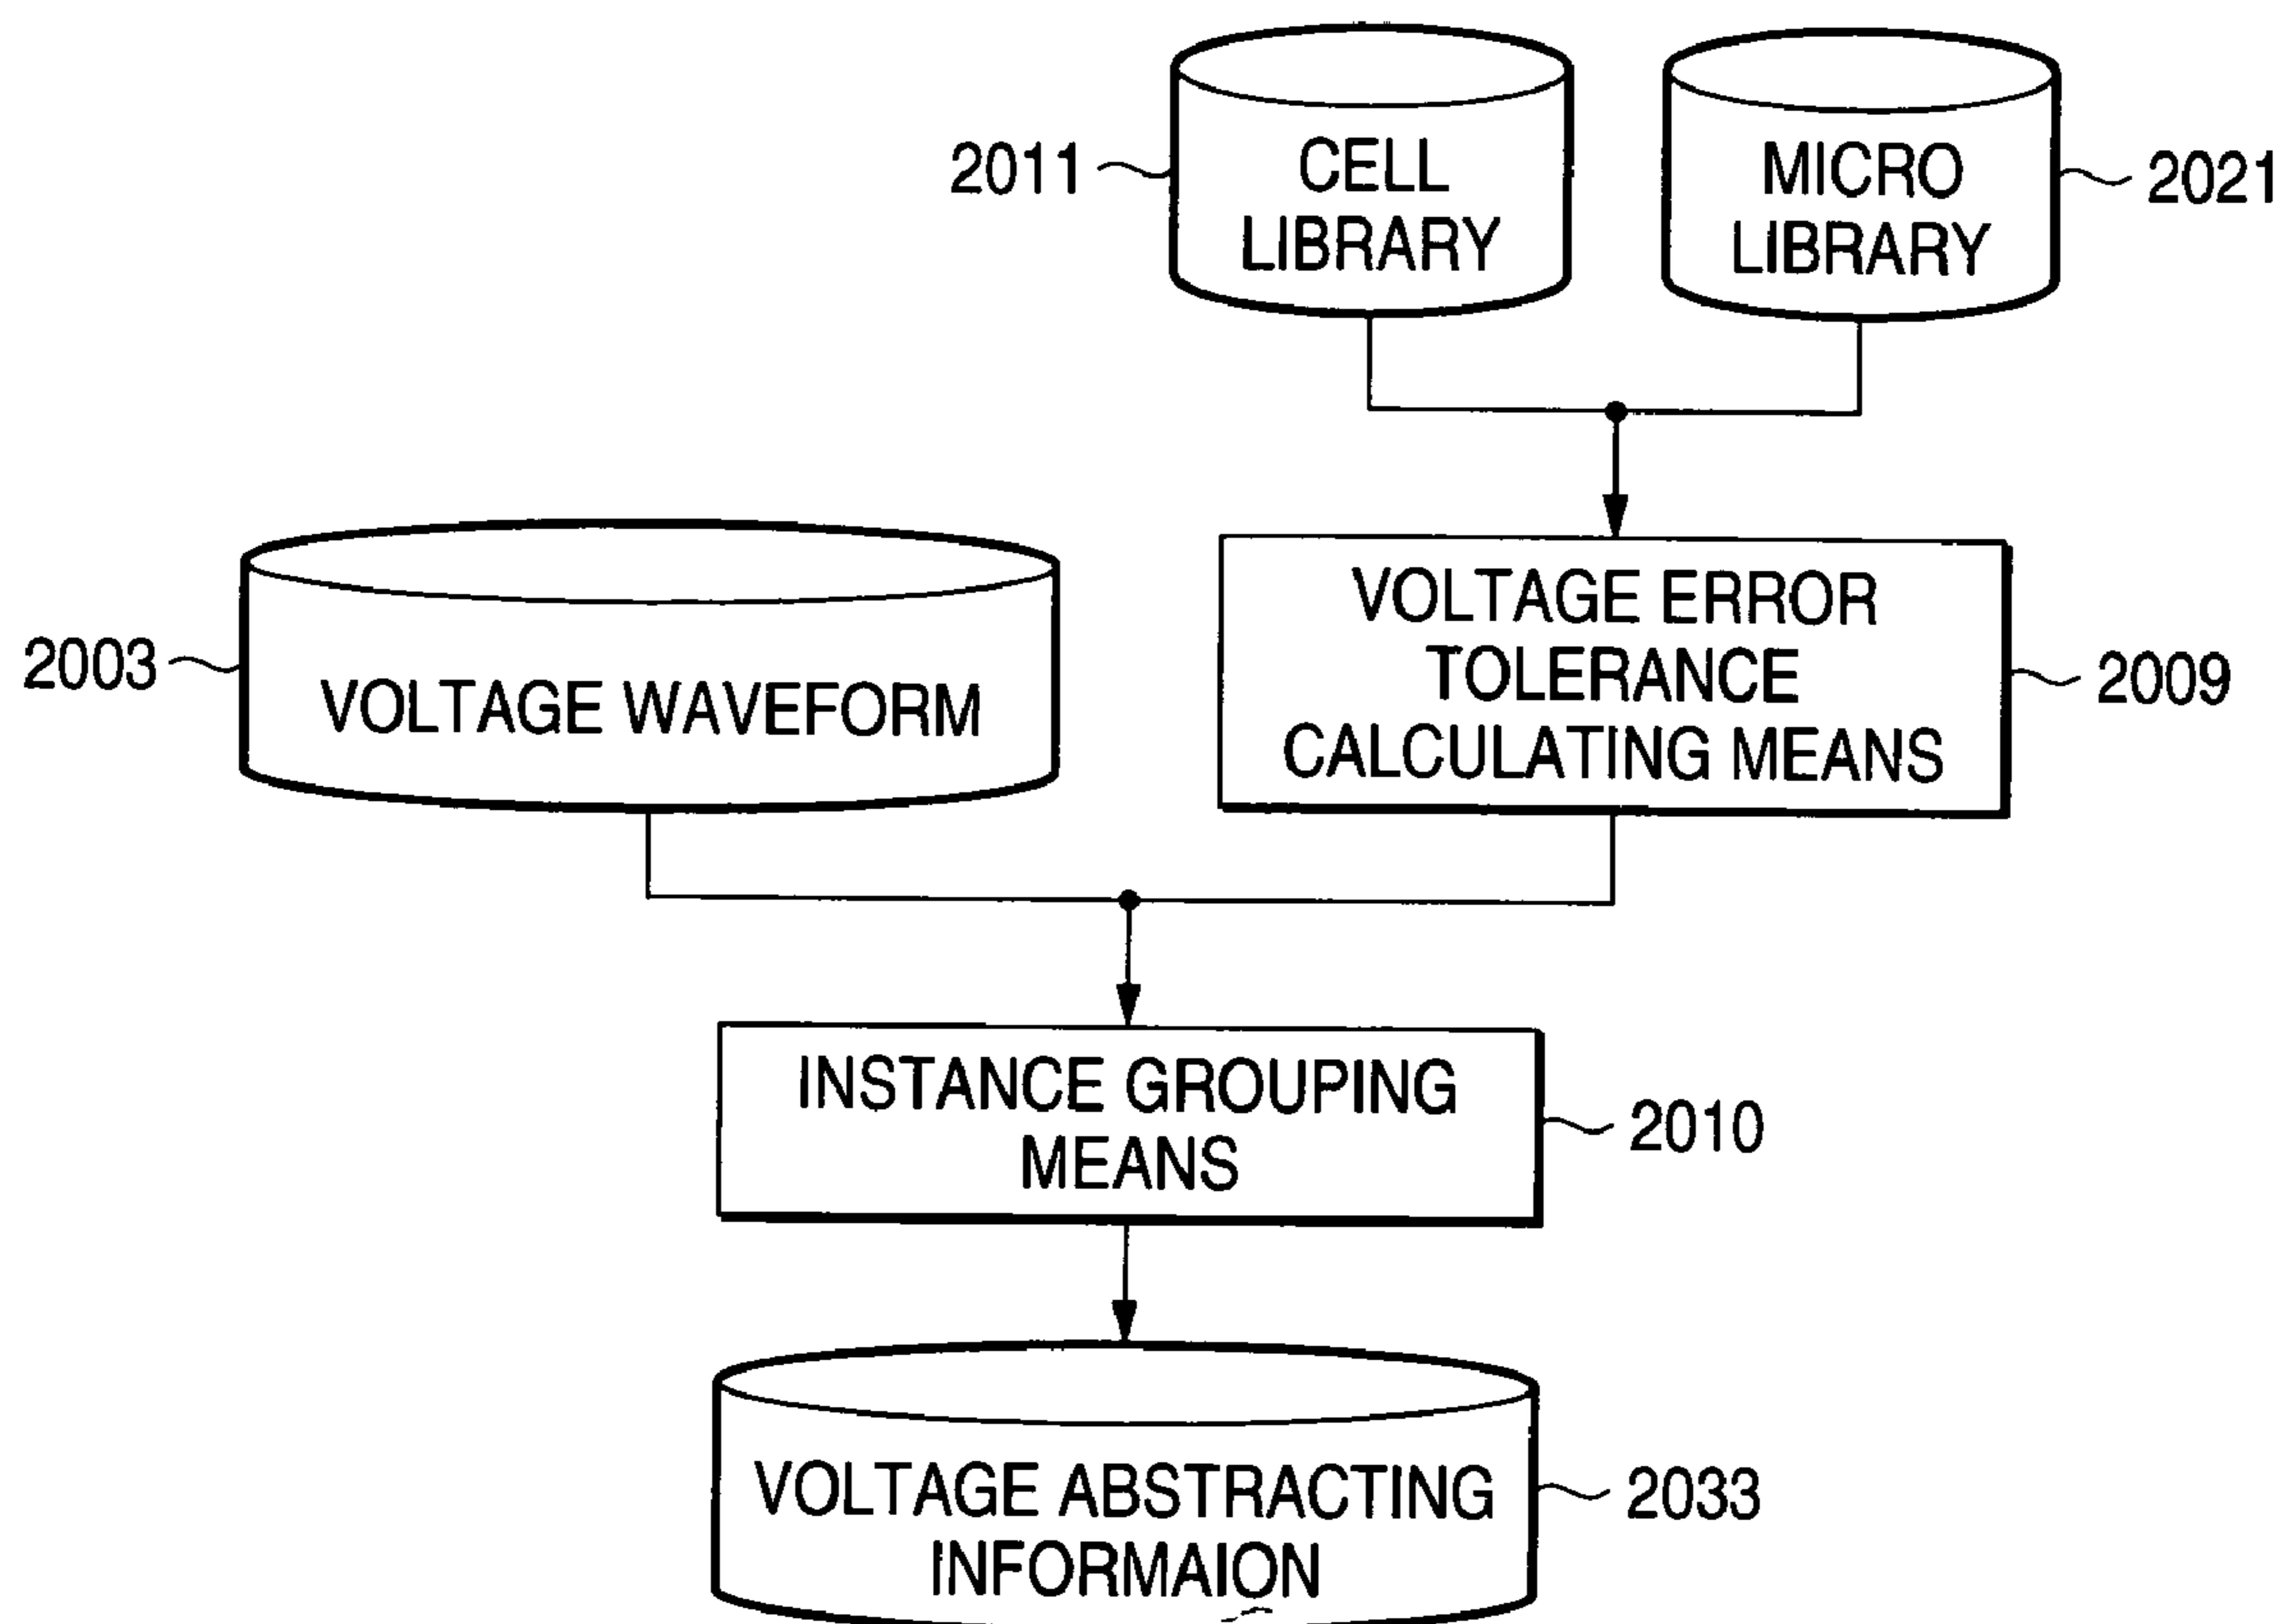 CELL
LIBRARY
2011
MICRO
LIBRARY
2021
VOLTAGE WAVEFORM
2003
VOLTAGE ERROR
TOLERANCE
CALCULATING MEANS
2009
INSTANCE GROUPING
MEANS
2010
VOLTAGE ABSTRACTING
INFORMAION
2033